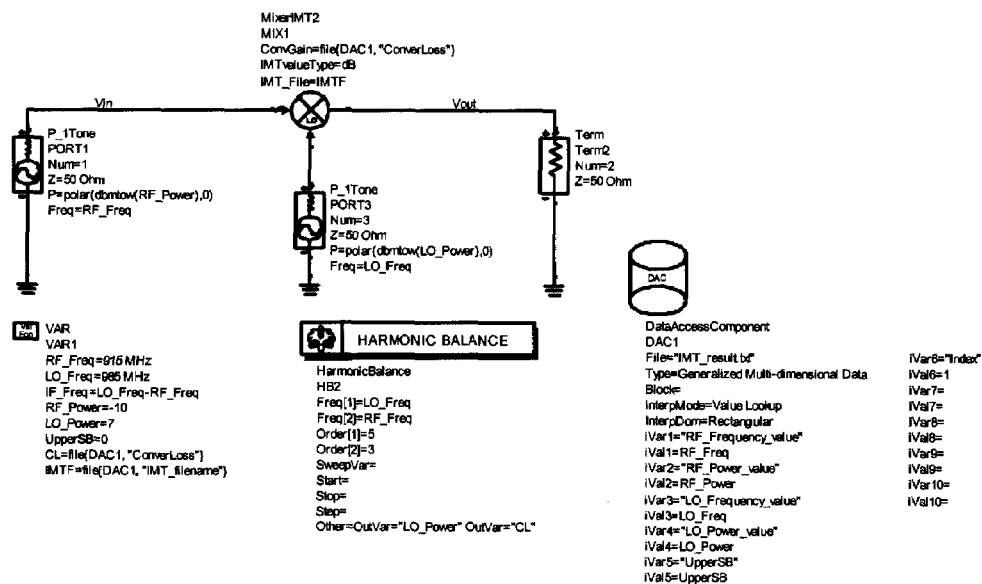 MixerIMT2
MIX1
ConvGain=file{DAC1, "ConverLoss"}
IMTvalueType=dB
IMT_File=IMTF
Vin
Vout
LO
P_1Tone
PORT1
Num=1
Z=50 Ohm
P=polar(dbmtow(RF_Power),0)
Freq=RF_Freq
P_1Tone
PORT3
Num=3
Z=50 Ohm
P=polar(dbmtow(LO_Power),0)
Freq=LO_Freq
Term
Term2
Num=2
Z=50 Ohm
Var
Eqn
VAR
VAR1
RF_Freq=915 MHz
LO_Freq=985 MHz
IF_Freq=LO_Freq-RF_Freq
RF_Power=-10
LO_Power=7
UpperSB=0
CL=file{DAC1, "ConverLoss"}
IMTF=file{DAC1, "IMT_filename"}
HARMONIC BALANCE
HarmonicBalance
HB2
Freq[1]=LO_Freq
Freq[2]=RF_Freq
Order[1]=5
Order[2]=3
SweepVar=
Start=
Stop=
Step=
Other=OutVar="LO_Power" OutVar="CL"
DAC
DataAccessComponent
DAC1
File="IMT_result.txt"
Type=Generalized Multi-dimensional Data
Block=
InterpMode=Value Lookup
InterpDom=Rectangular
iVar1="RF_Frequency_value"
iVal1=RF_Freq
iVar2="RF_Power_value"
iVal2=RF_Power
iVar3="LO_Frequency_value"
iVal3=LO_Freq
iVar4="LO_Power_value"
iVal4=LO_Power
iVar5="UpperSB"
iVal5=UpperSB
iVar6="Index"
iVal6=1
iVar7=
iVal7=
iVar8=
iVal8=
iVar9=
iVal9=
iVar10=
iVal10=